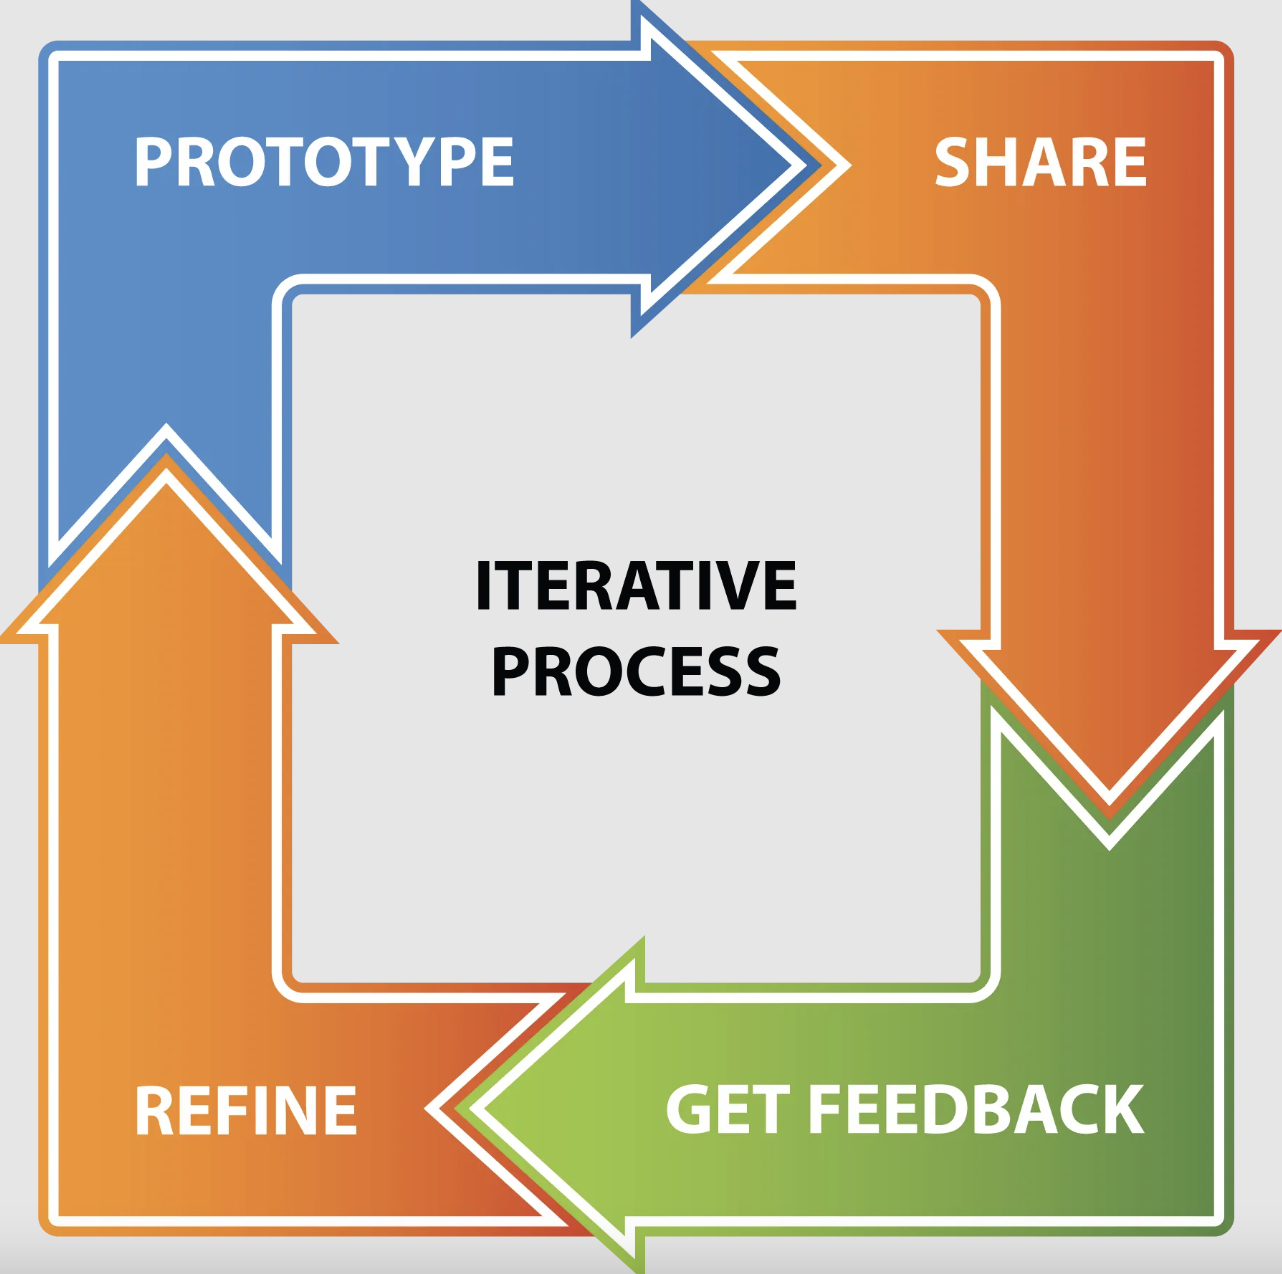 PROTOTYPE
SHARE
ITERATIVE
PROCESS
REFINE
GET FEEDBACK